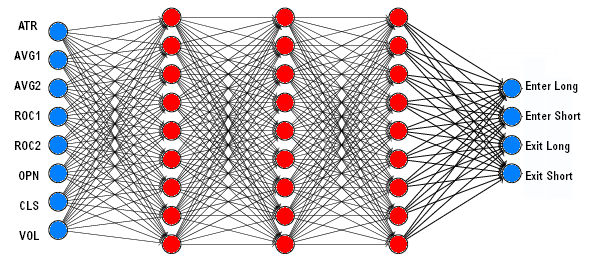 ATR
AVG1
AVG2
ROC1
ROC2
OPN
CLS
VOL
Enter Long
Enter Short
Exit Long
Exit Short